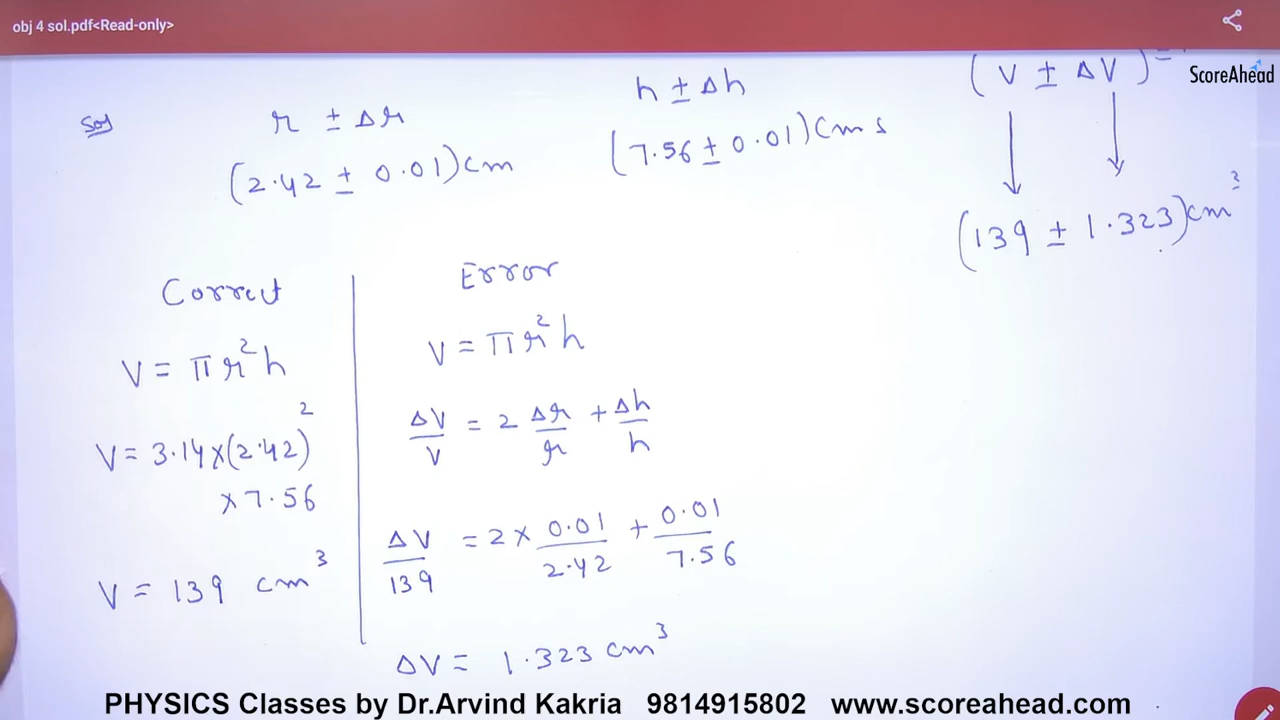 obj 4 sol.pdf<Read-only>
ScoreAhead
Sol
r ± Δr
h ± Δh
(V ± ΔV) =
(2.42 ± 0.01) cm
(7.56 ± 0.01) cms
(139 ± 1.323) cm³
Correct
V = πr²h
V = 3.14 × (2.42)²
× 7.56
V = 139 cm³
Error
V = πr²h
ΔV/V = 2 Δr/r + Δh/h
ΔV/139 = 2 × 0.01/2.42 + 0.01/7.56
ΔV = 1.323 cm³
PHYSICS Classes by Dr.Arvind Kakria 9814915802 www.scoreahead.com